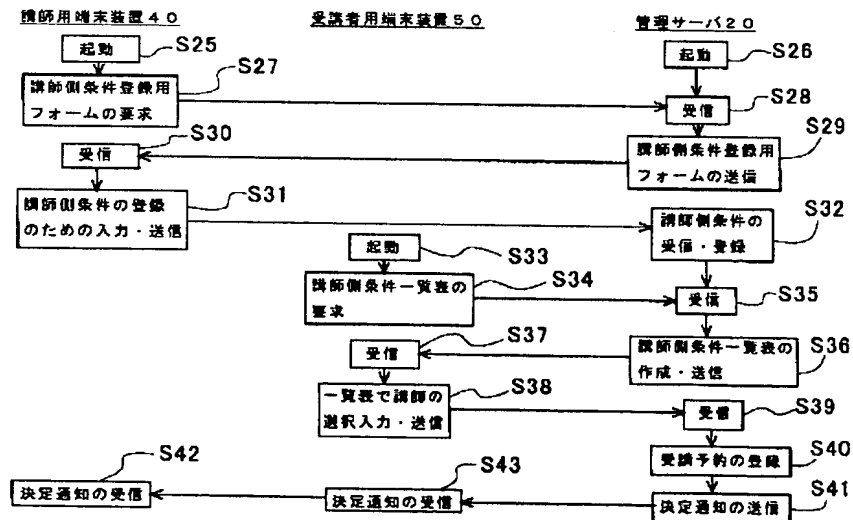 講師用端末装置40
受講者用端末装置50
管理サーバ20
起動
S25
起動
S26
講師側条件登録用
フォームの要求
S27
受信
S28
受信
S30
講師側条件登録用
フォームの送信
S29
講師側条件の登録
のための入力・送信
S31
講師側条件の
受信・登録
S32
起動
S33
講師側条件一覧表の
要求
S34
受信
S35
受信
S37
講師側条件一覧表の
作成・送信
S36
一覧表で講師の
選択入力・送信
S38
受信
S39
受講予約の登録
S40
決定通知の受信
S42
決定通知の受信
S43
決定通知の送信
S41